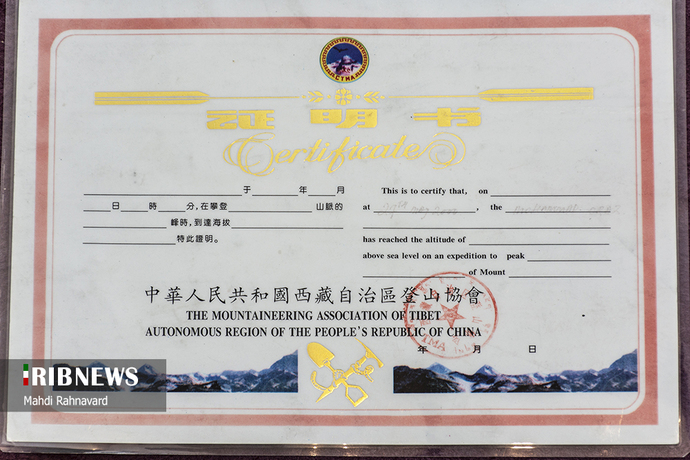 CTMA
证明书
Certificate
于 年 月
日 時 分,在攀登 山脈的
峰時,到達海拔
特此證明。
This is to certify that, on
at , the
has reached the altitude of
above sea level on an expedition to peak
of Mount
中華人民共和國西藏自治區登山協會
THE MOUNTAINEERING ASSOCIATION OF TIBET
AUTONOMOUS REGION OF THE PEOPLE'S REPUBLIC OF CHINA
年 月 日
IRIBNEWS
Mahdi Rahnavard